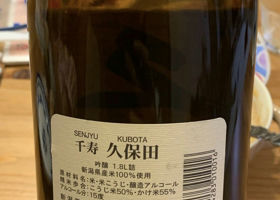 SENJYU KUBOTA
千寿 久保田
吟醸 1.8L詰
新潟県産米100%使用
原材料名:米・米こうじ・醸造アルコール
精米歩合:こうじ米50%・かけ米55%
アルコール分:15度